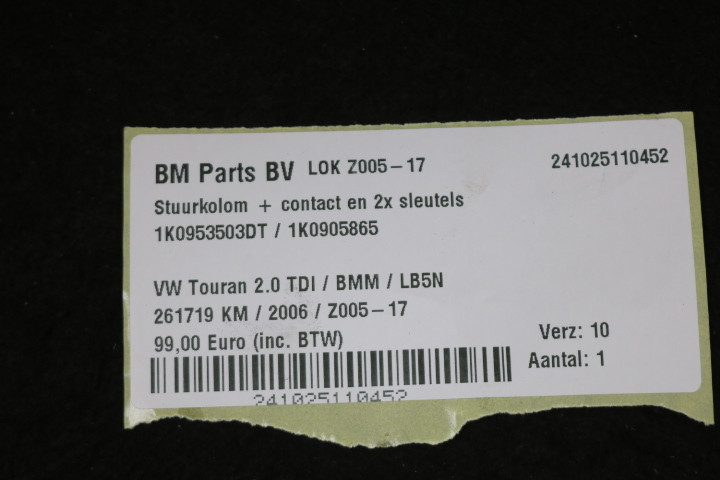 BM Parts BV LOK Z005-17 241025110452
Stuurkolom + contact en 2x sleutels
1K0953503DT / 1K0905865
VW Touran 2.0 TDI / BMM / LB5N
261719 KM / 2006 / Z005-17
99,00 Euro (inc. BTW)
Verz: 10
Aantal: 1
241025110452